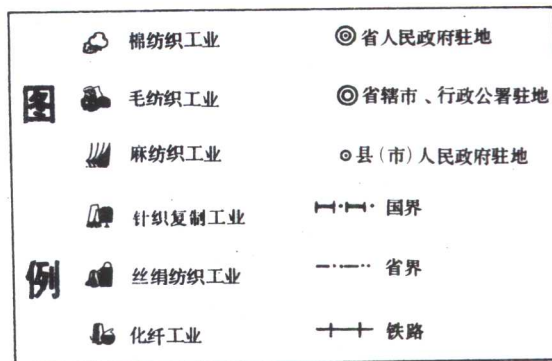 图例
棉纺织工业 省人民政府驻地
毛纺织工业 省辖市、行政公署驻地
麻纺织工业 县(市)人民政府驻地
针织复制工业 国界
丝绢纺织工业 省界
化纤工业 铁路